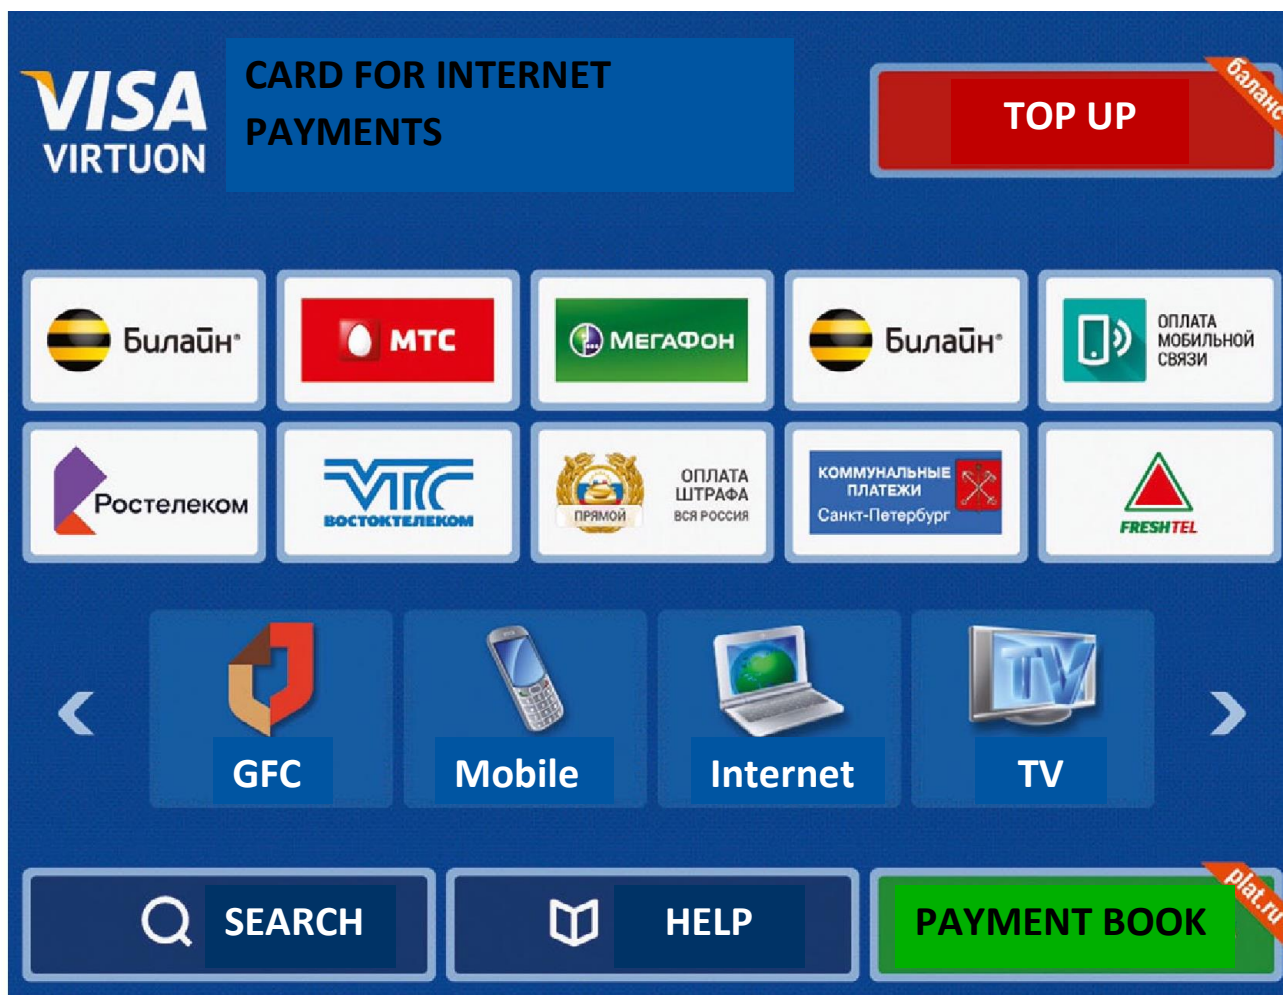 VISA
VIRTUON
CARD FOR INTERNET
PAYMENTS
TOP UP
баланс
Билайн®
МТС
МЕГАФОН
Билайн®
ОПЛАТА
МОБИЛЬНОЙ
СВЯЗИ
Ростелеком
VTC
ВОСТОКТЕЛЕКОМ
ПРЯМОЙ
ОПЛАТА
ШТРАФА
ВСЯ РОССИЯ
КОММУНАЛЬНЫЕ
ПЛАТЕЖИ
Санкт-Петербург
FRESHTEL
TV
GFC
Mobile
Internet
TV
SEARCH
HELP
PAYMENT BOOK
plat.ru